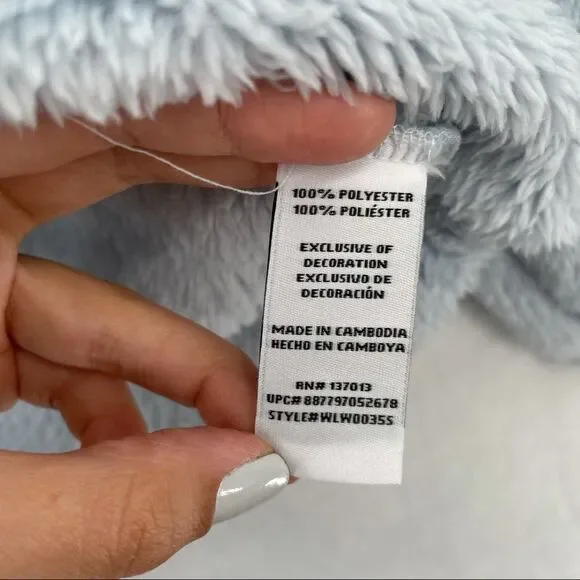 100% POLYESTER
100% POLIÉSTER
EXCLUSIVE OF
DECORATION
EXCLUSIVO DE
DECORACIÓN
MADE IN CAMBODIA
HECHO EN CAMBOYA
RN# 137013
UPC# 887797052678
STYLE#WLW0035S